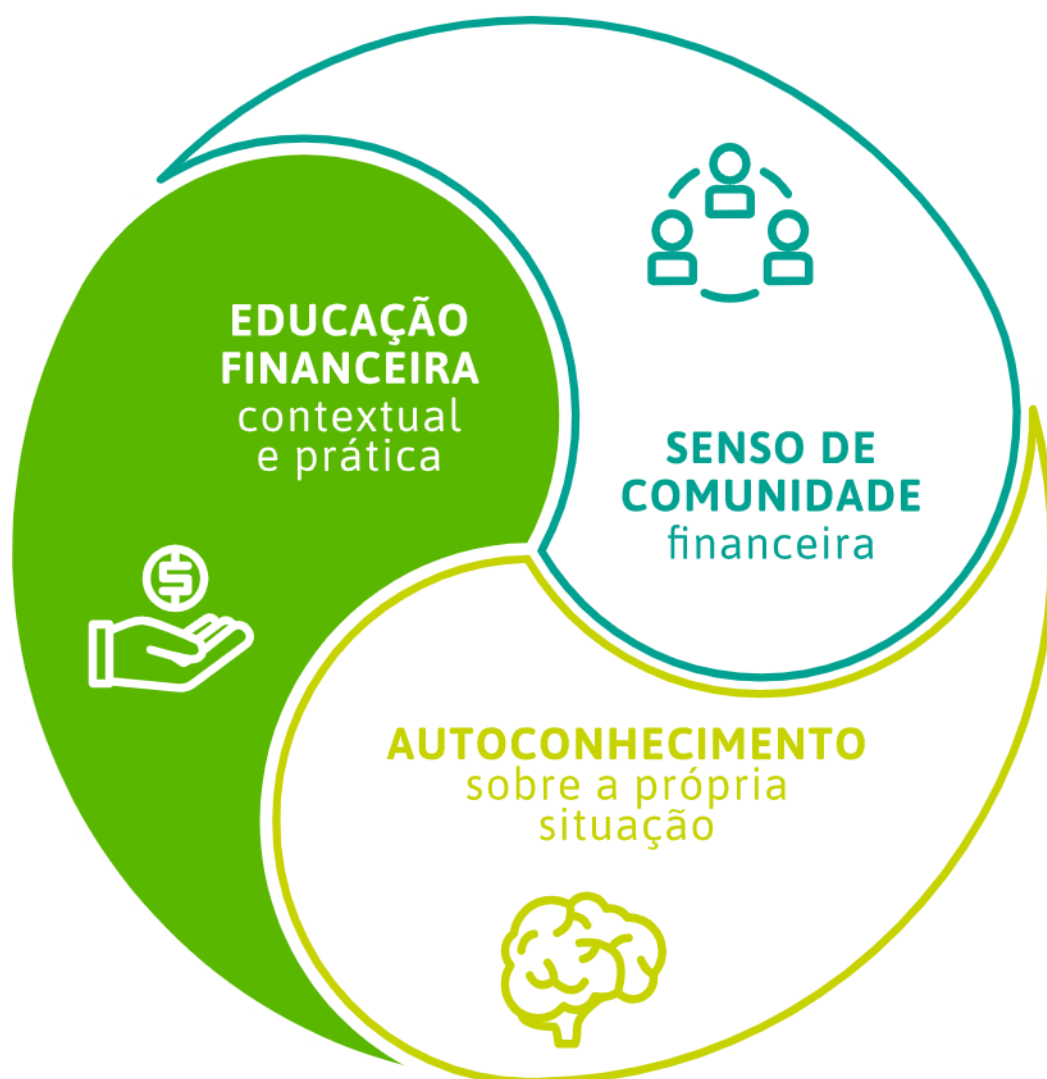 EDUCAÇÃO
FINANCEIRA
contextual
e prática
SENSO DE
COMUNIDADE
financeira
AUTOCONHECIMENTO
sobre a própria
situação